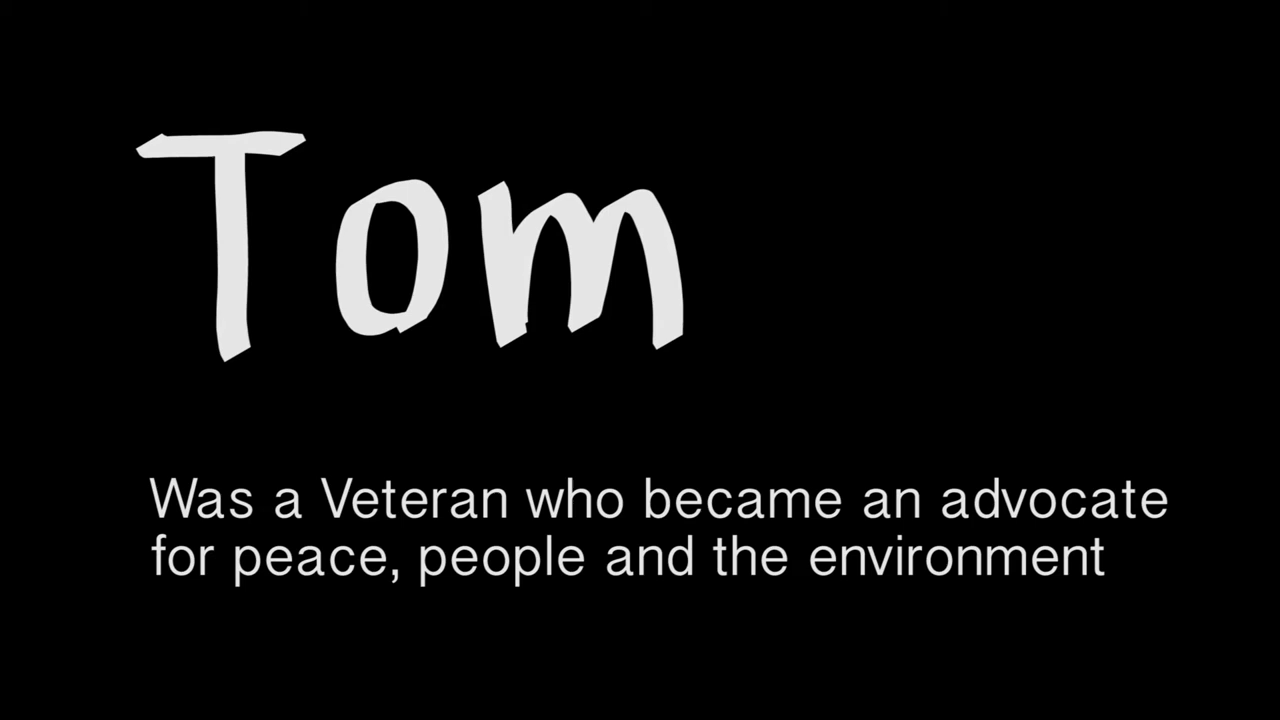 Tom
Was a Veteran who became an advocate
for peace, people and the environment